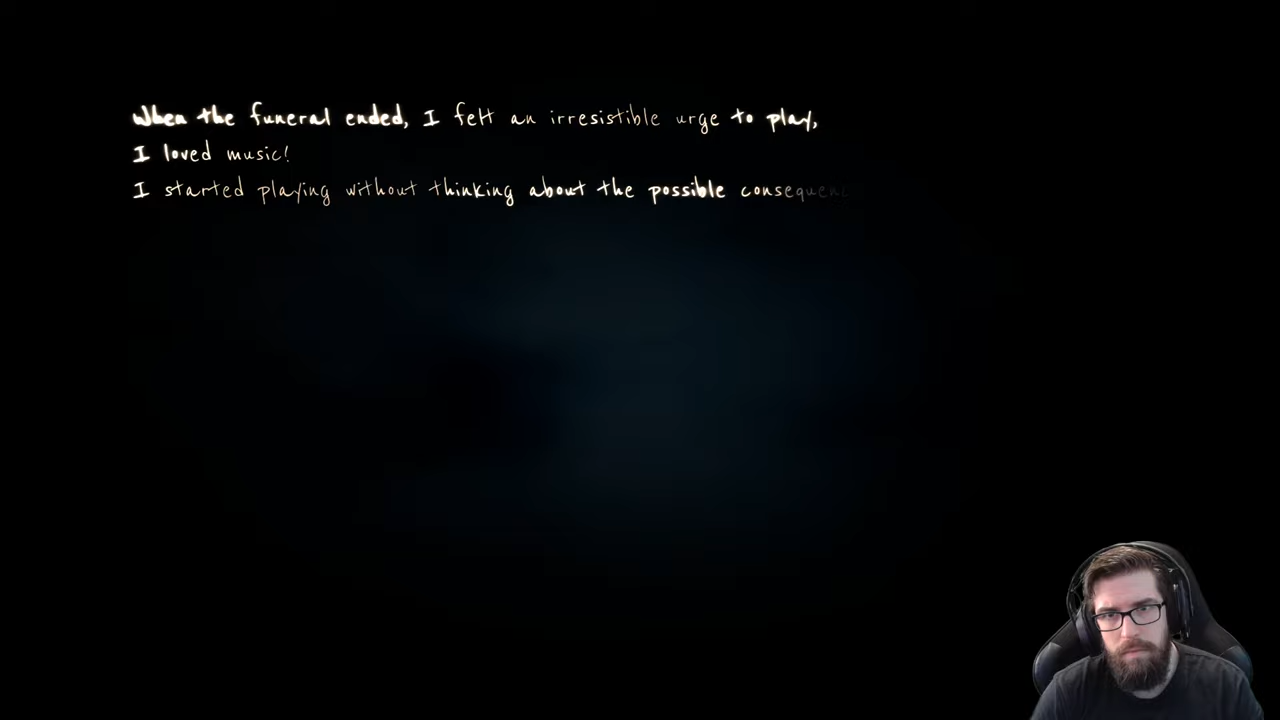 When the funeral ended, I felt an irresistible urge to play,
I loved music!
I started playing without thinking about the possible